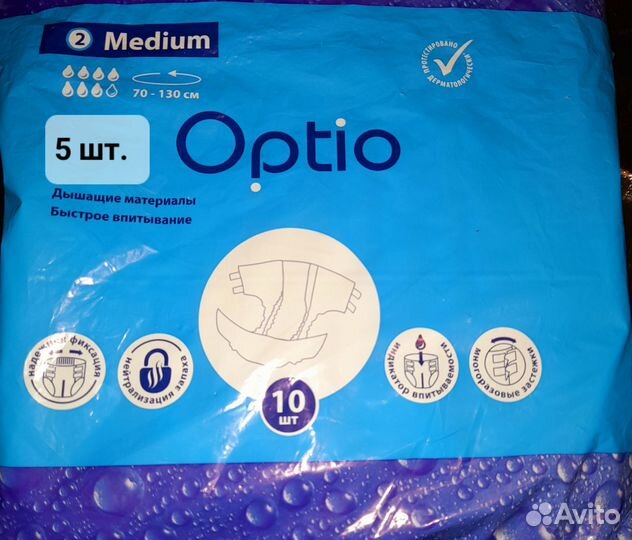 2 Medium
70 - 130 см
ПРОТЕСТИРОВАНО
ДЕРМАТОЛОГИЧЕСКИ
5 шт.
Optio
Дышащие материалы
Быстрое впитывание
надежная фиксация
нейтрализация запаха
индикатор впитываемости
многоразовые застежки
10
шт
Avito